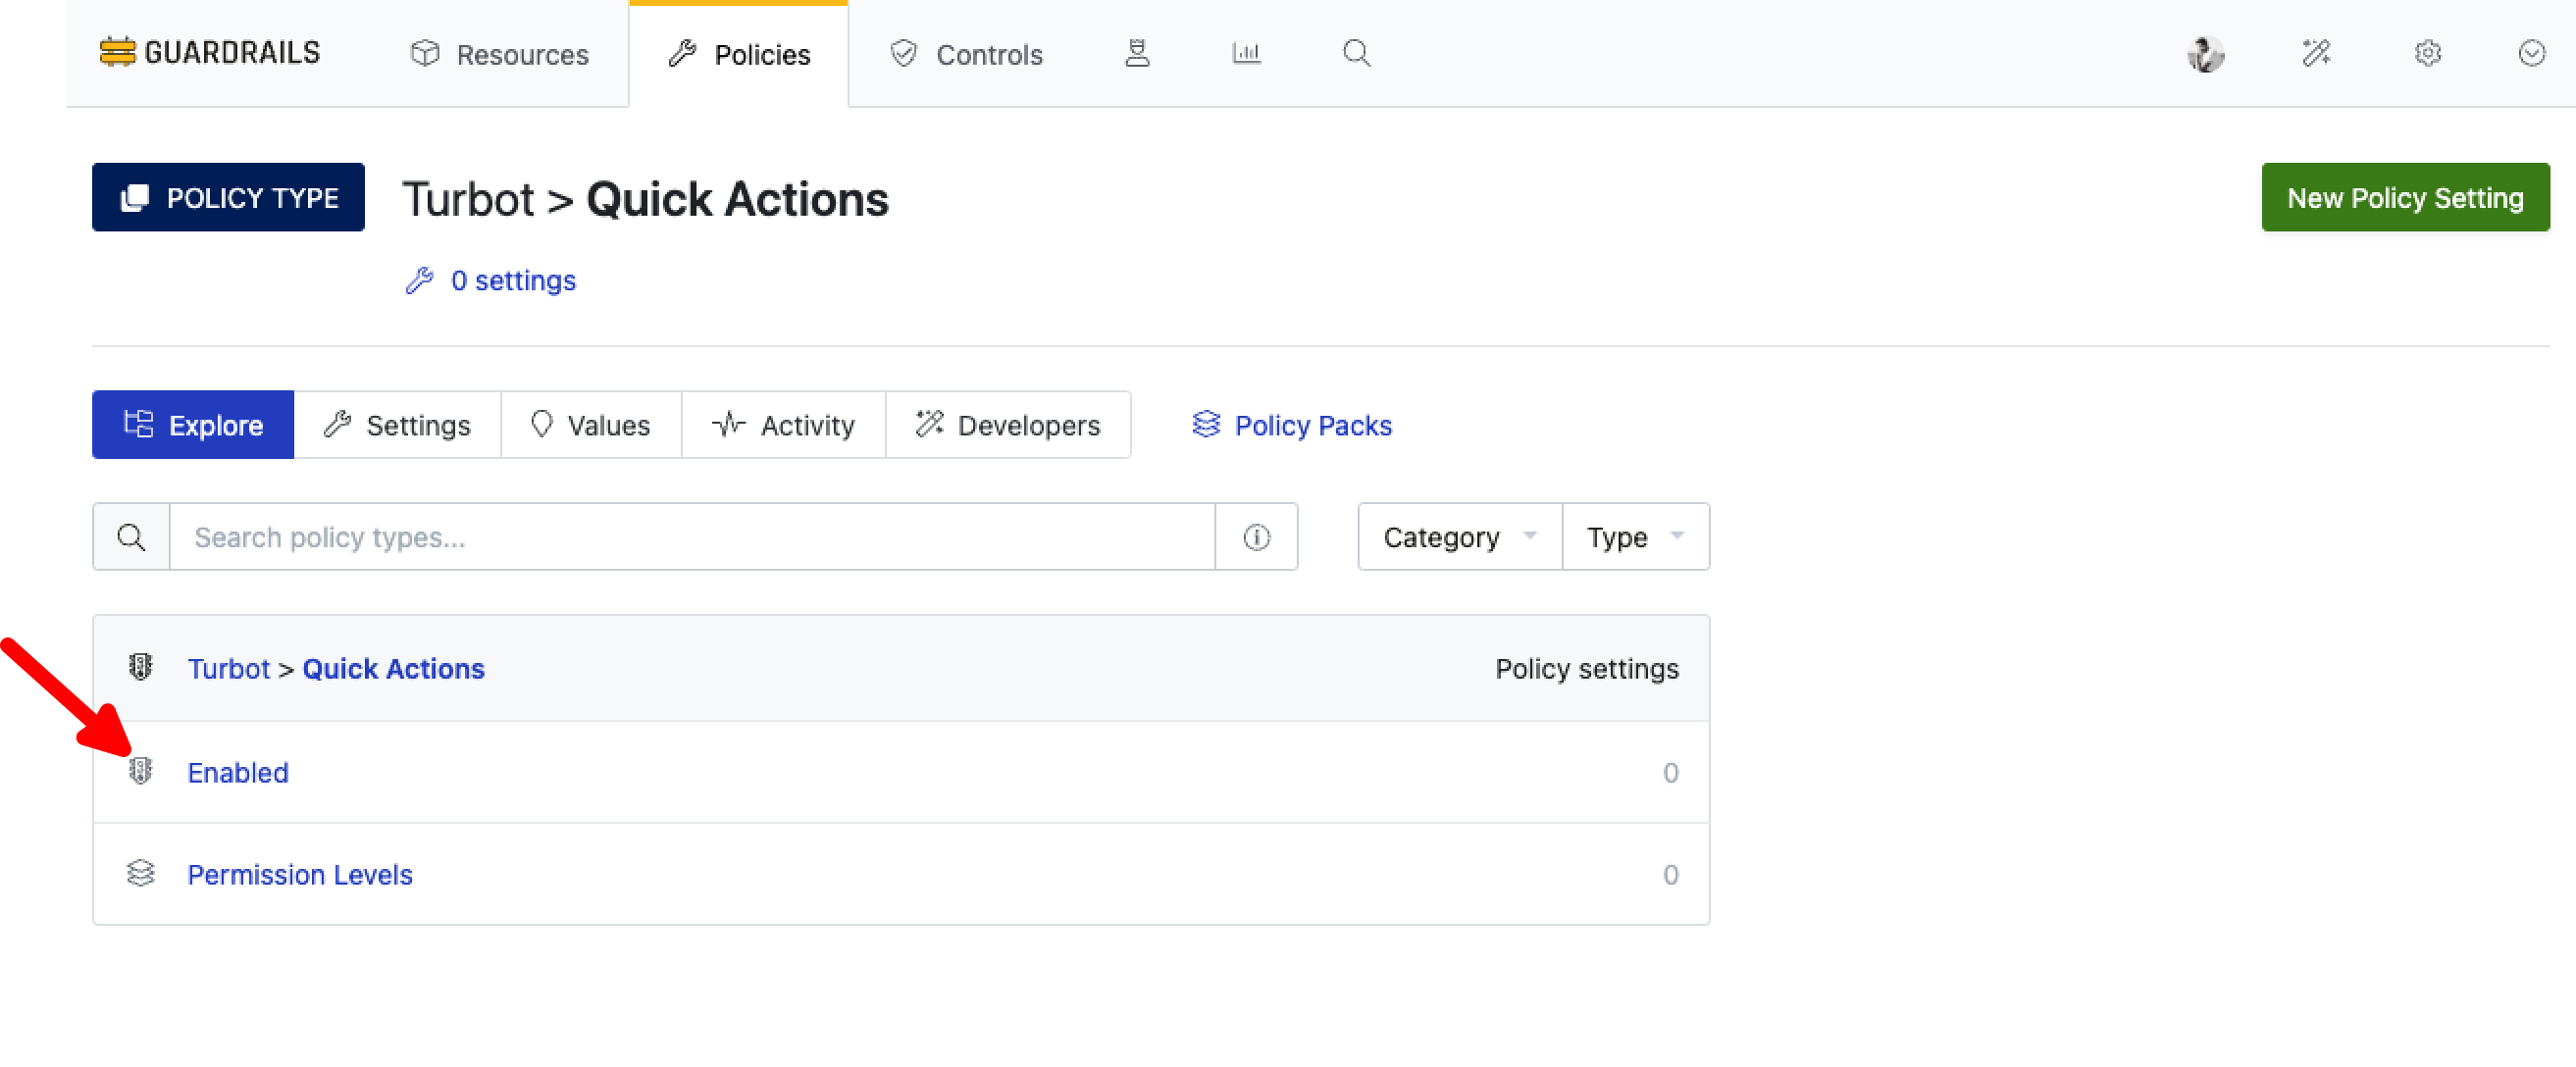 GUARDRAILS Resources Policies Controls
POLICY TYPE Turbot > Quick Actions New Policy Setting
0 settings
Explore Settings Values Activity Developers Policy Packs
Search policy types... Category Type
Turbot > Quick Actions Policy settings
Enabled 0
Permission Levels 0